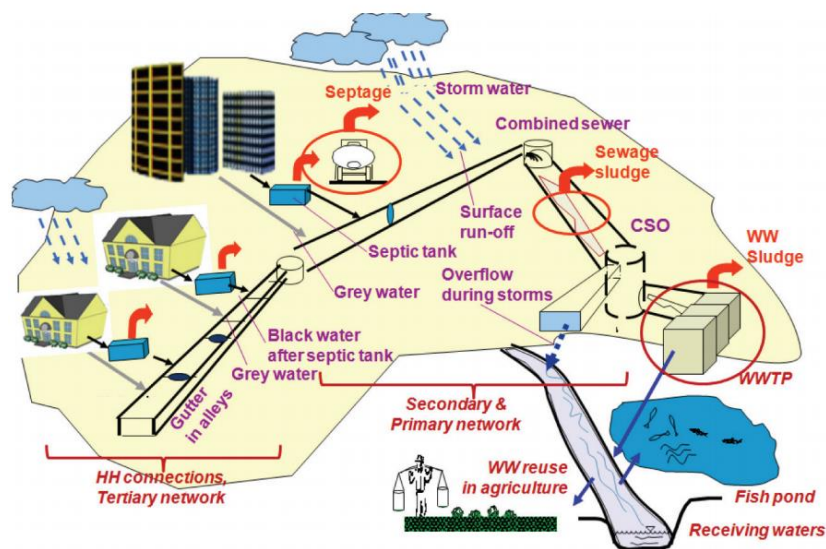 Septage
Storm water
Combined sewer
Sewage
sludge
Surface
run-off
CSO
WW
Sludge
Septic tank
Overflow
during storms
Grey water
Black water
after septic tank
Grey water
Gutter
in alleys
WWTP
Secondary &
Primary network
HH connections,
Tertiary network
WW reuse
in agriculture
Fish pond
Receiving waters